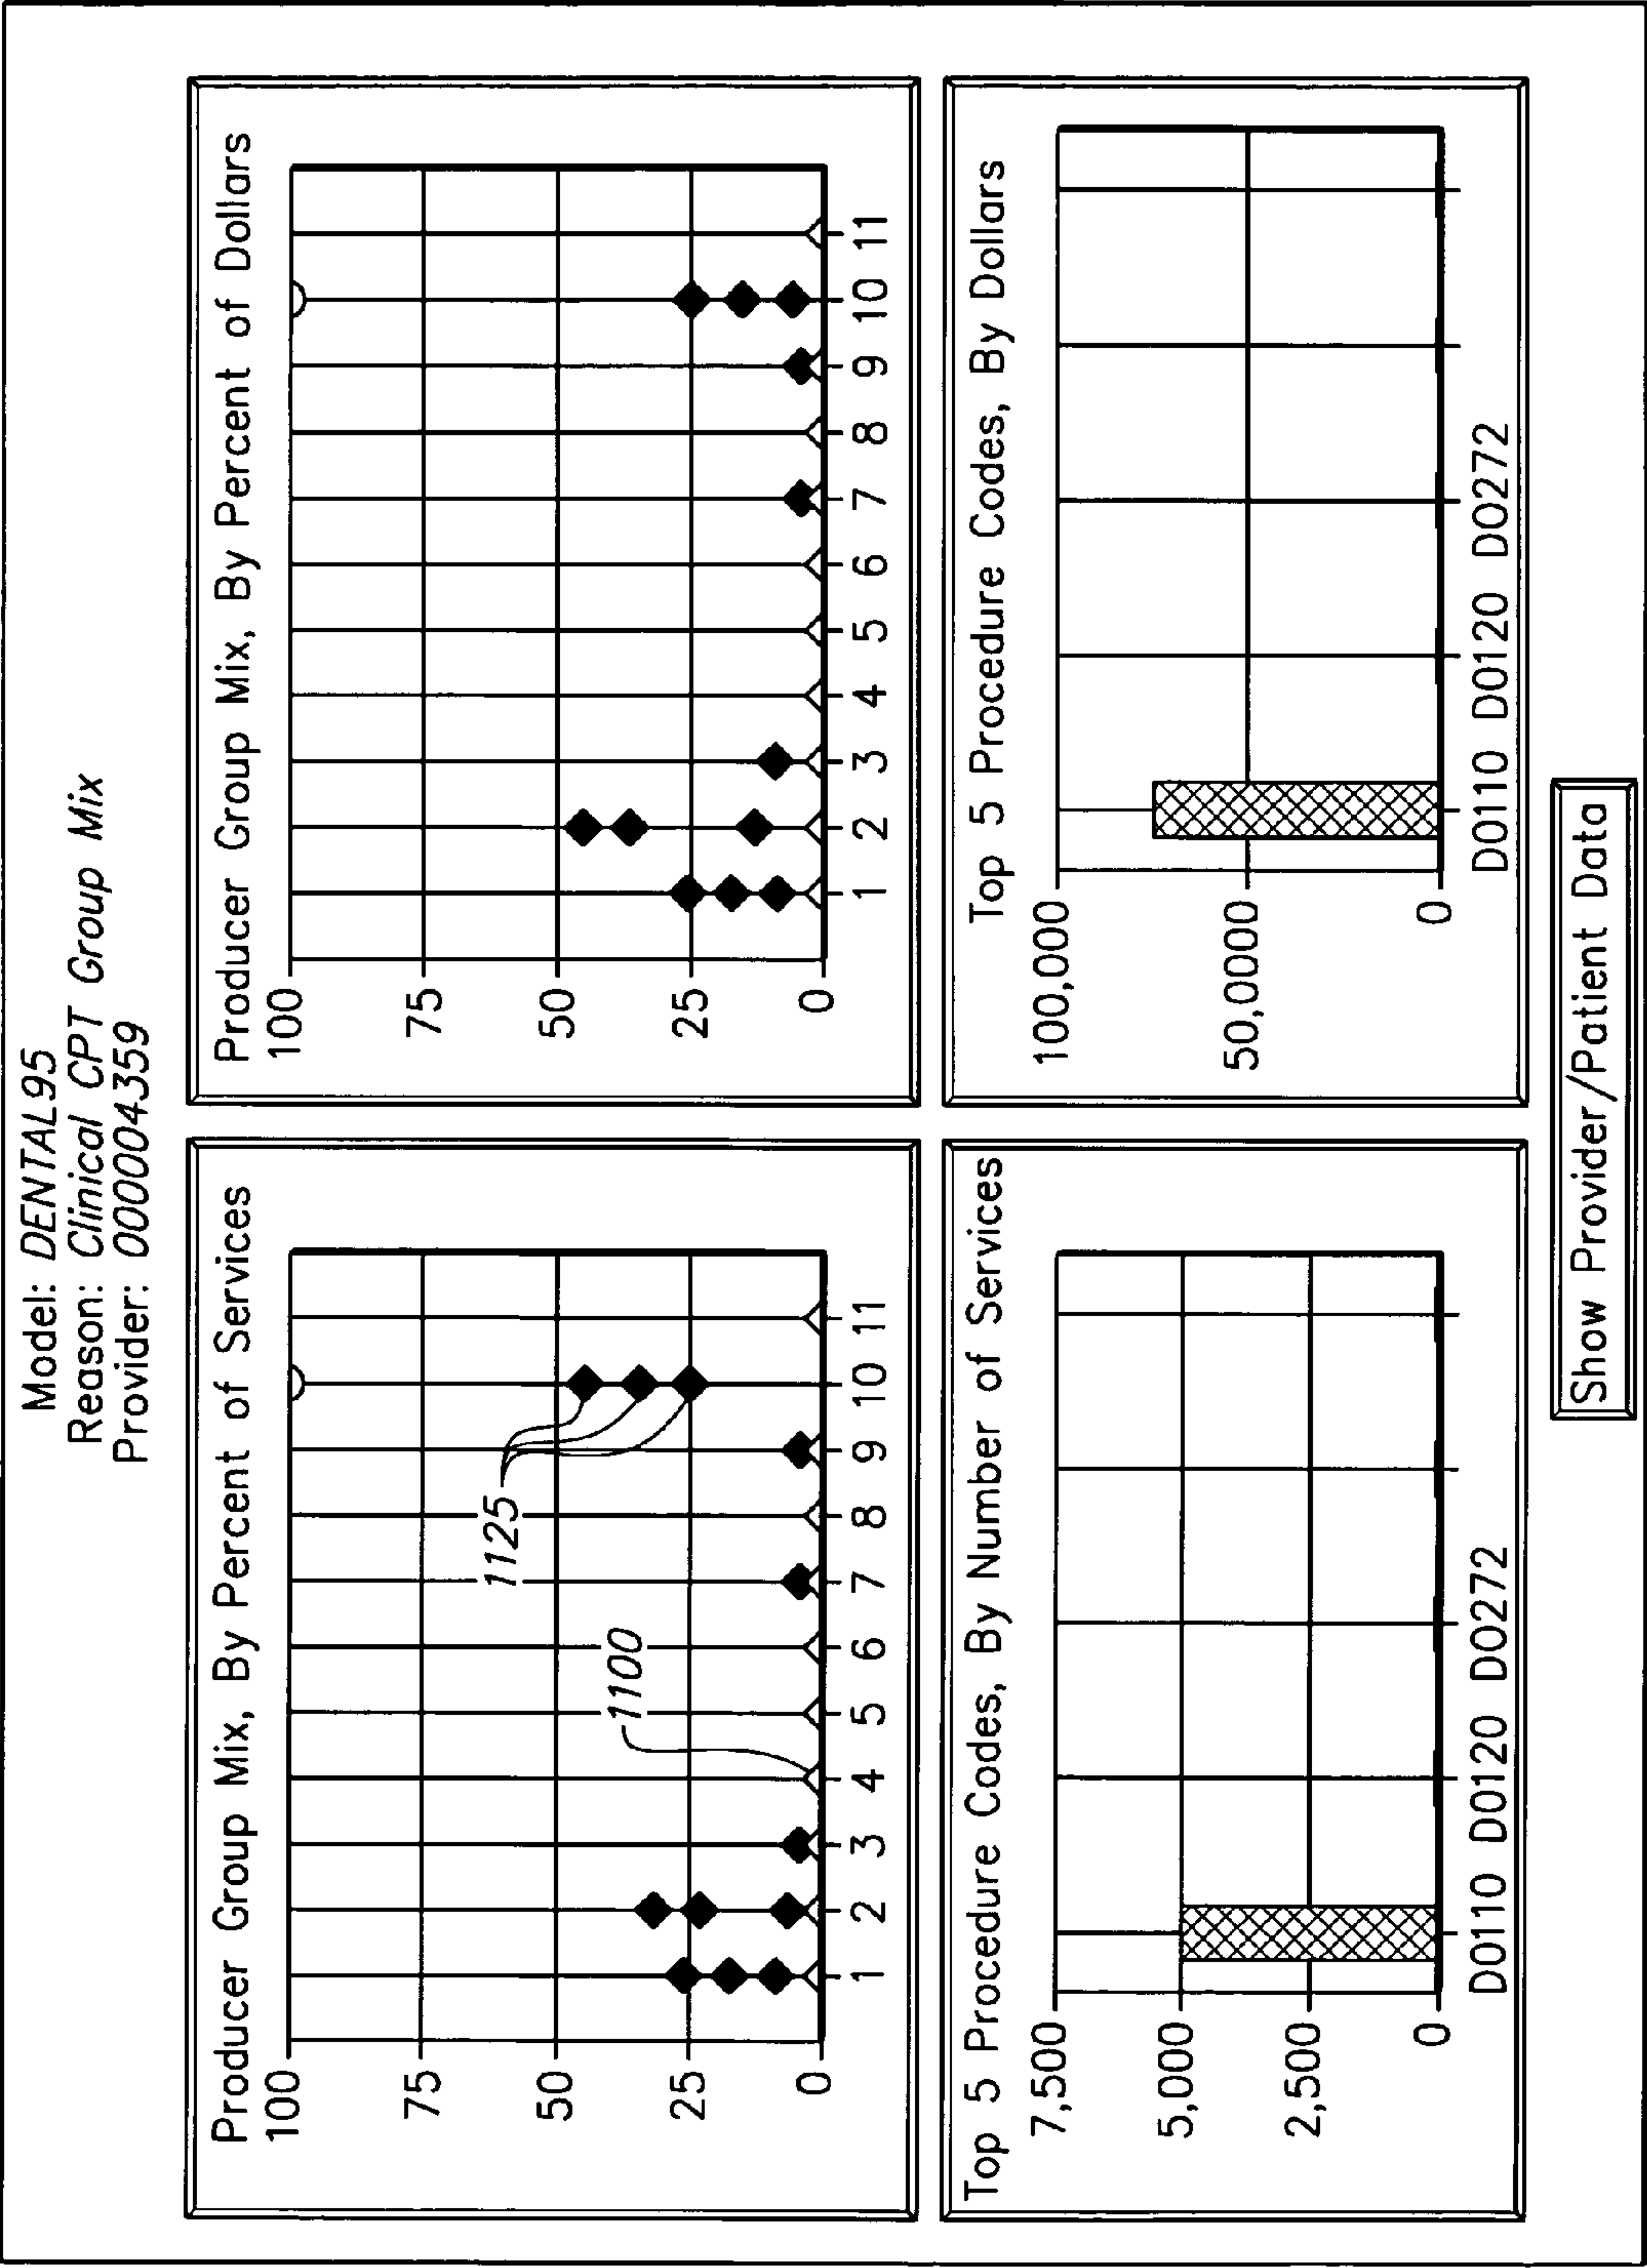 Model: DENTAL95
Reason: Clinical CPT Group Mix
Provider: 000004359
Producer Group Mix, By Percent of Services
100
75
50
25
0
1125
1100
1 2 3 4 5 6 7 8 9 10 11
Producer Group Mix, By Percent of Dollars
100
75
50
25
0
1 2 3 4 5 6 7 8 9 10 11
Top 5 Procedure Codes, By Number of Services
7,500
5,000
2,500
0
D0110 D0120 D0272
Top 5 Procedure Codes, By Dollars
100,000
50,0000
0
D0110 D0120 D0272
Show Provider/Patient Data